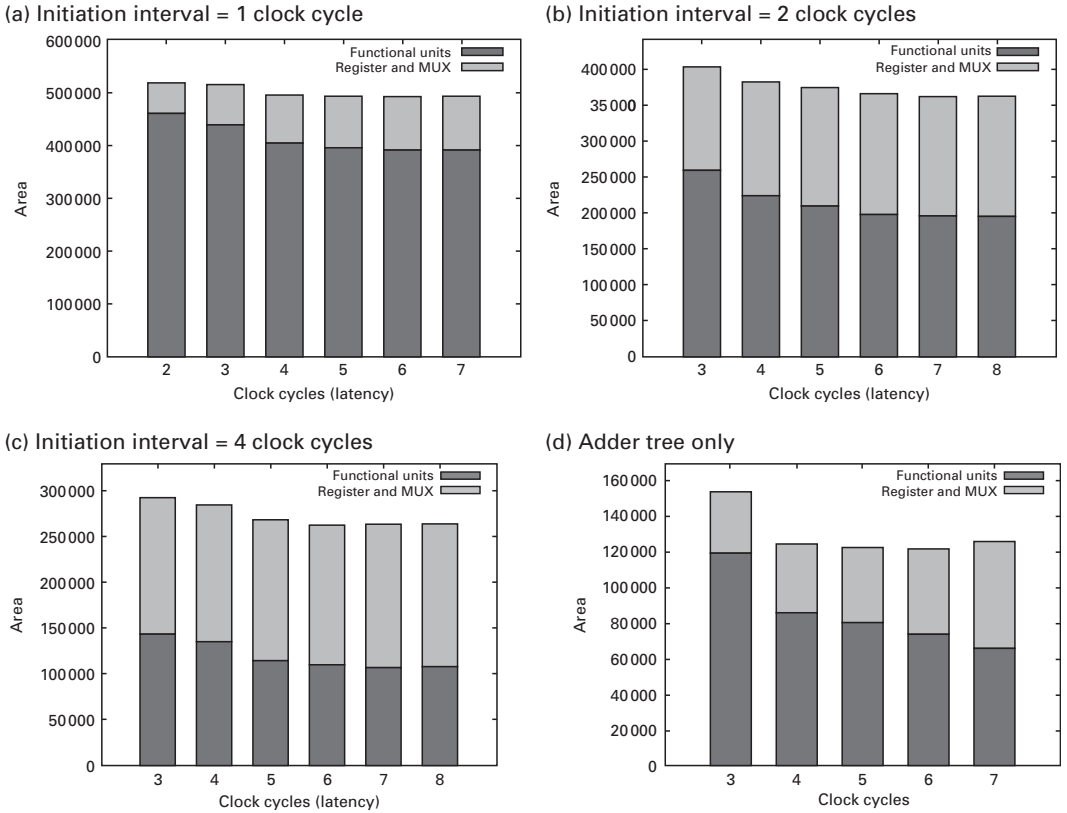 (a) Initiation interval = 1 clock cycle
600 000
500 000
400 000
300 000
200 000
100 000
0
Area
Functional units
Register and MUX
2 3 4 5 6 7
Clock cycles (latency)
(b) Initiation interval = 2 clock cycles
400 000
35 000
300 000
250 000
200 000
150 000
100 000
50 000
0
Area
Functional units
Register and MUX
3 4 5 6 7 8
Clock cycles (latency)
(c) Initiation interval = 4 clock cycles
300 000
250 000
200 000
150 000
100 000
50 000
0
Area
Functional units
Register and MUX
3 4 5 6 7 8
Clock cycles (latency)
(d) Adder tree only
160 000
140 000
120 000
100 000
80 000
60 000
40 000
20 000
0
Area
Functional units
Register and MUX
3 4 5 6 7
Clock cycles